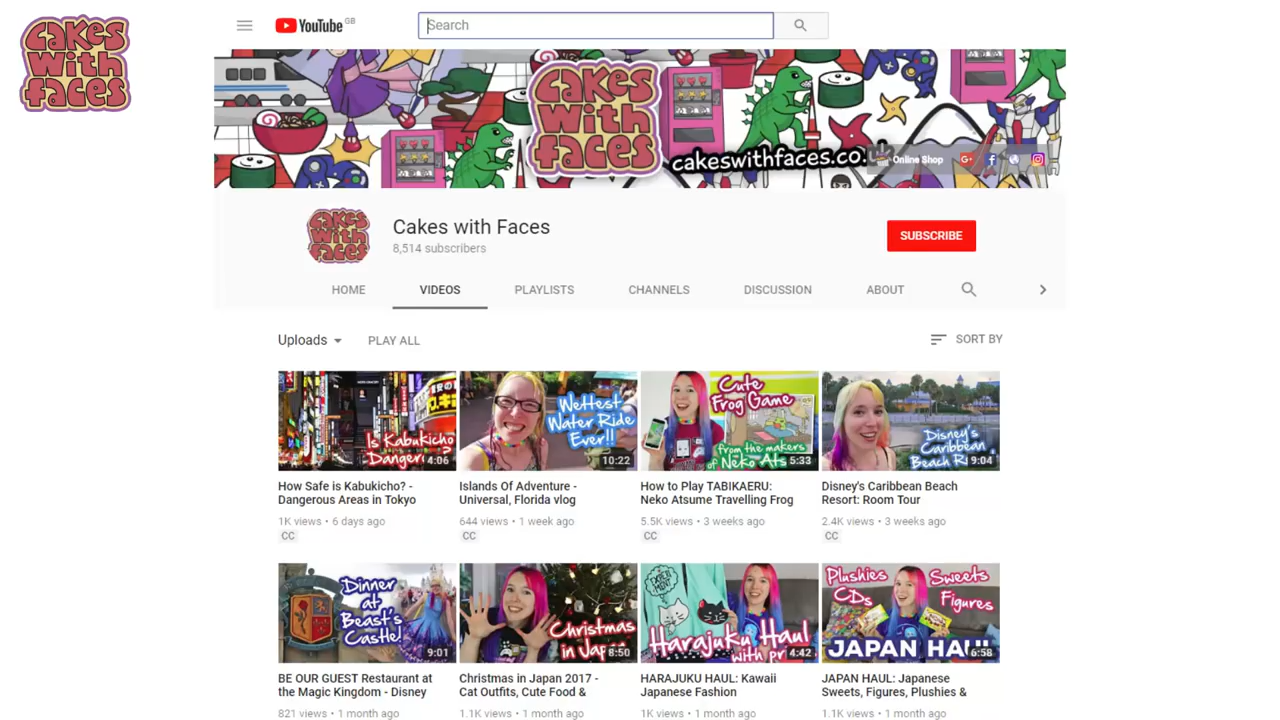 Cakes
With
faces
YouTube GB
Search
Cakes
With
faces
cakeswithfaces.co.
Online Shop
Cakes
With
faces
Cakes with Faces
8,514 subscribers
SUBSCRIBE
HOME
VIDEOS
PLAYLISTS
CHANNELS
DISCUSSION
ABOUT
Uploads
PLAY ALL
SORT BY
Is Kabukicho
Danger
4:06
Wettest
Water Ride
Ever!!
10:22
Cute
Frog Game
from the makers
of Neko Ats
5:33
Disney's
Caribbean
Beach R
9:04
How Safe is Kabukicho? -
Dangerous Areas in Tokyo
1K views • 6 days ago
CC
Islands Of Adventure -
Universal, Florida vlog
644 views • 1 week ago
CC
How to Play TABIKAERU:
Neko Atsume Travelling Frog
5.5K views • 3 weeks ago
CC
Disney's Caribbean Beach
Resort: Room Tour
2.4K views • 3 weeks ago
CC
Dinner
at
Beast's
Castle!
9:01
Christmas
in Jap
8:50
Harajuku Haul
with pr
4:42
Plushies
CDs
Sweets
Figures
JAPAN HAUL
6:58
BE OUR GUEST Restaurant at
the Magic Kingdom - Disney
821 views • 1 month ago
Christmas in Japan 2017 -
Cat Outfits, Cute Food &
1.1K views • 1 month ago
HARAJUKU HAUL: Kawaii
Japanese Fashion
1K views • 1 month ago
JAPAN HAUL: Japanese
Sweets, Figures, Plushies &
1.1K views • 1 month ago